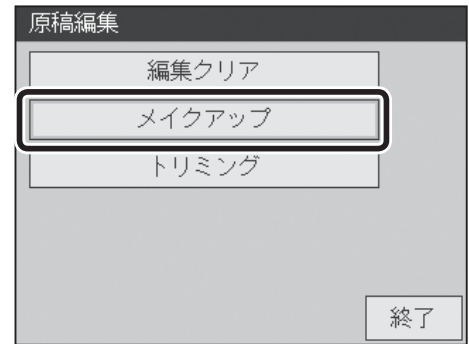 原稿編集
編集クリア
メイクアップ
トリミング
終了